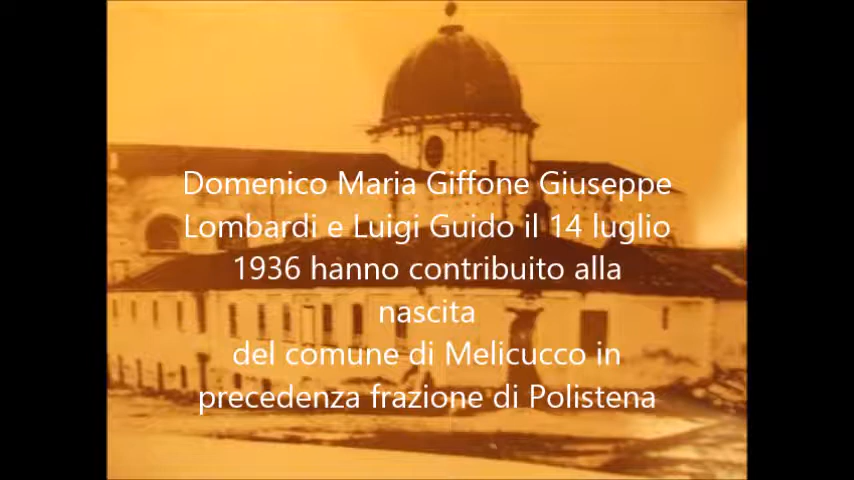 Domenico Maria Giffone Giuseppe
Lombardi e Luigi Guido il 14 luglio
1936 hanno contribuito alla
nascita
del comune di Melicucco in
precedenza frazione di Polistena